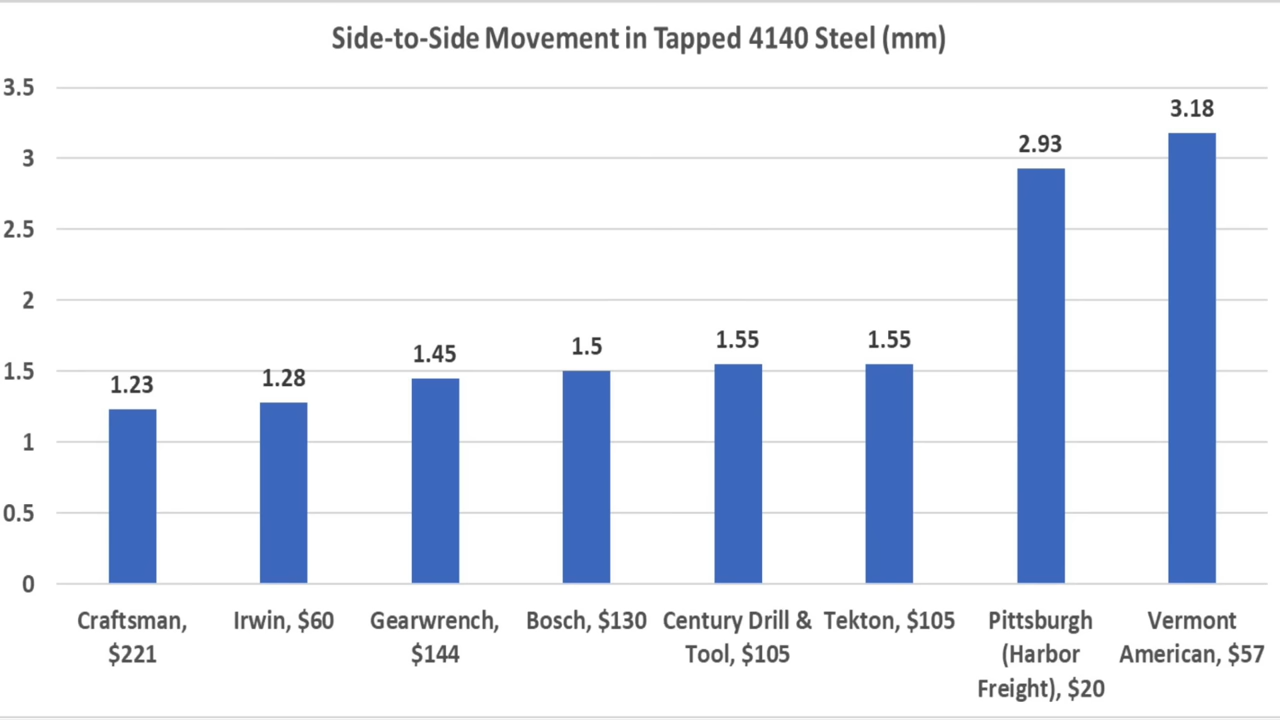 Side-to-Side Movement in Tapped 4140 Steel (mm)
3.5
3
2.5
2
1.5
1
0.5
0
1.23
1.28
1.45
1.5
1.55
1.55
2.93
3.18
Craftsman,
$221
Irwin, $60
Gearwrench,
$144
Bosch, $130
Century Drill &
Tool, $105
Tekton, $105
Pittsburgh
(Harbor
Freight), $20
Vermont
American, $57